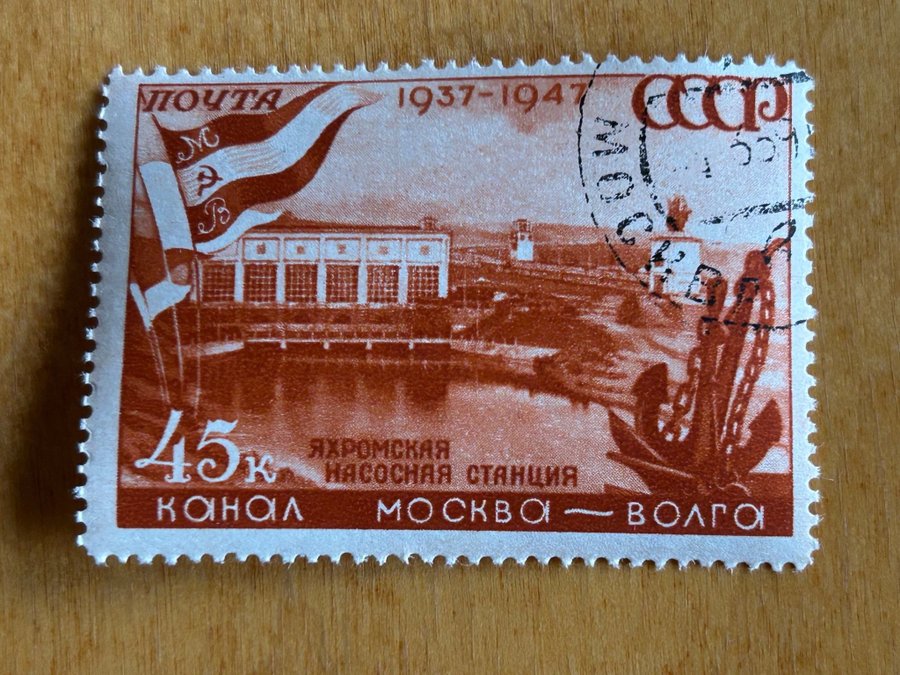 ПОЧТА 1937-1947 СССР
М
В
45К
ЯХРОМСКАЯ
НАСОСНАЯ СТАНЦИЯ
КАНАЛ МОСКВА — ВОЛГА